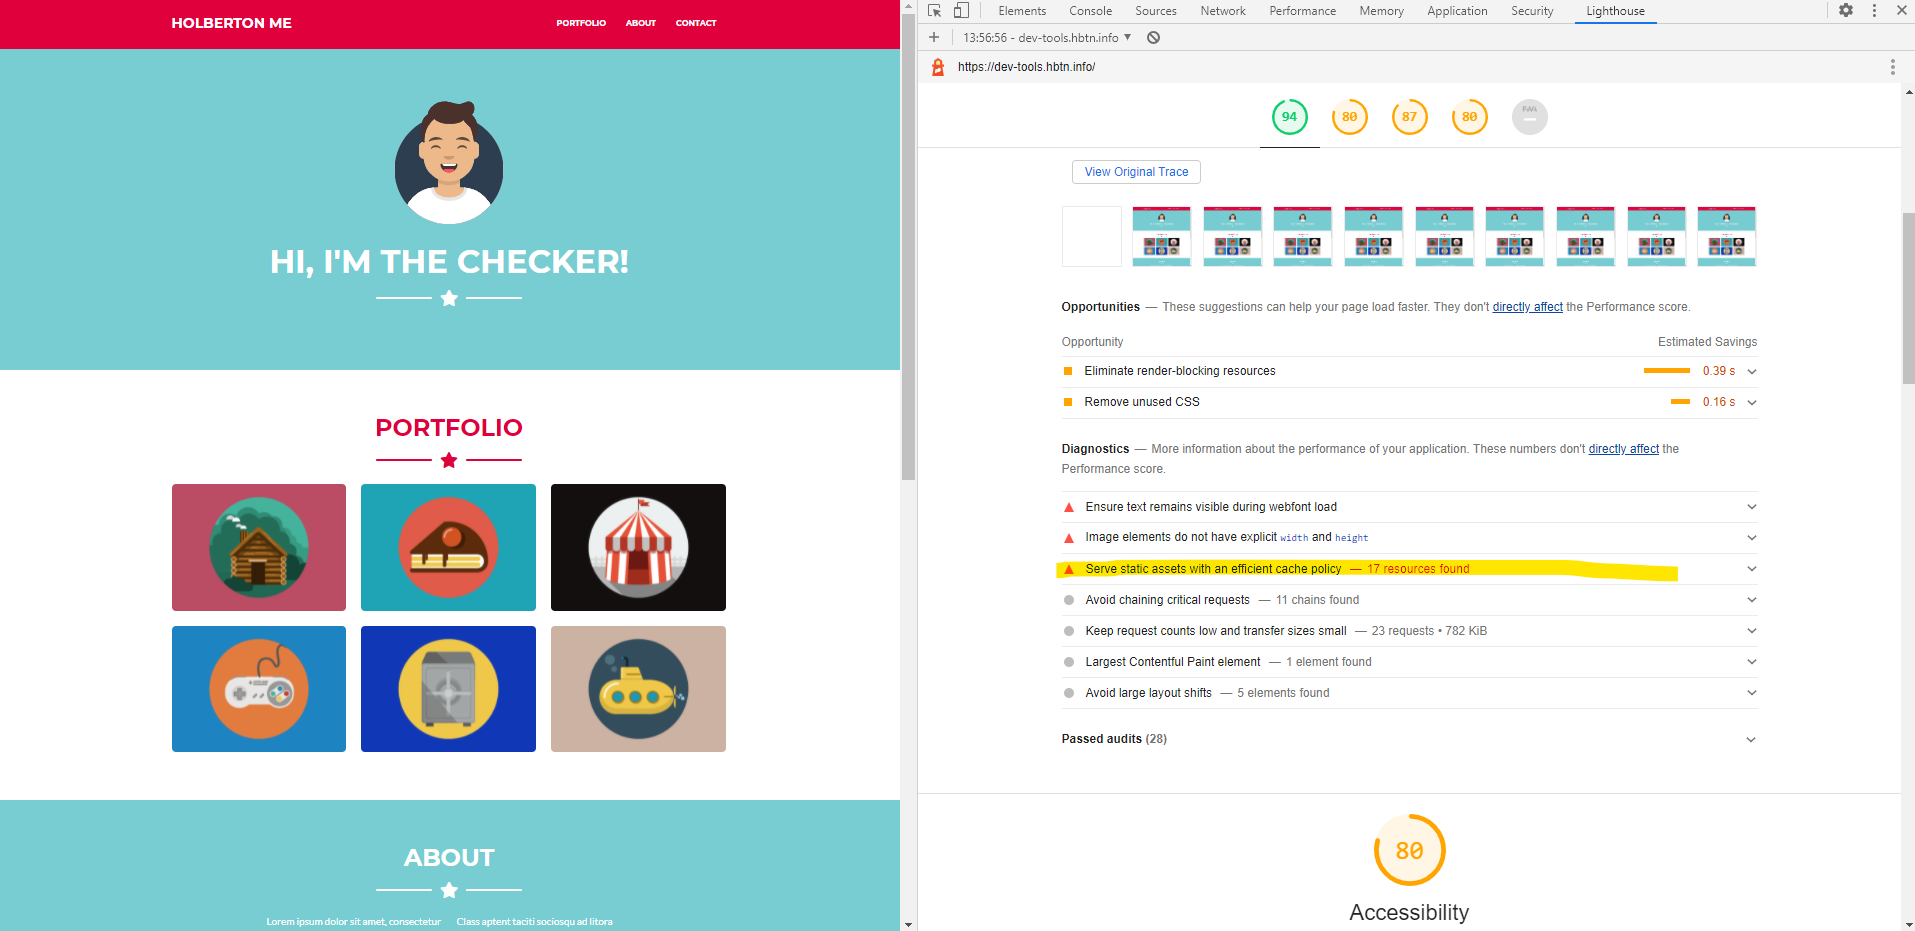 HOLBERTON ME
PORTFOLIO ABOUT CONTACT
HI, I'M THE CHECKER!
PORTFOLIO
ABOUT
Lorem ipsum dolor sit amet, consectetur
Class aptent taciti sociosqu ad litora
Elements Console Sources Network Performance Memory Application Security Lighthouse
13:56:56 - dev-tools.hbtn.info
https://dev-tools.hbtn.info/
94 80 87 80 PWA
View Original Trace
Opportunities — These suggestions can help your page load faster. They don't directly affect the Performance score.
Opportunity Estimated Savings
Eliminate render-blocking resources 0.39 s
Remove unused CSS 0.16 s
Diagnostics — More information about the performance of your application. These numbers don't directly affect the
Performance score.
Ensure text remains visible during webfont load
Image elements do not have explicit width and height
Serve static assets with an efficient cache policy — 17 resources found
Avoid chaining critical requests — 11 chains found
Keep request counts low and transfer sizes small — 23 requests • 782 KiB
Largest Contentful Paint element — 1 element found
Avoid large layout shifts — 5 elements found
Passed audits (28)
80
Accessibility